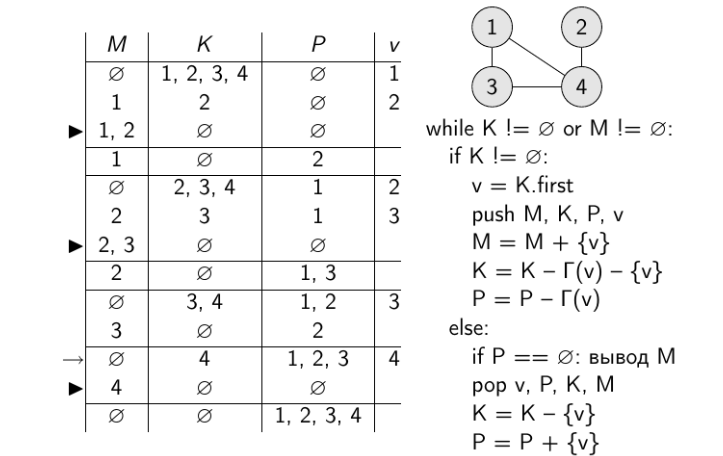 M K P v
∅ 1, 2, 3, 4 ∅ 1
1 2 ∅ 2
▶ 1, 2 ∅ ∅
1 ∅ 2
∅ 2, 3, 4 1 2
2 3 1 3
▶ 2, 3 ∅ ∅
2 ∅ 1, 3
∅ 3, 4 1, 2 3
3 ∅ 2
→ ∅ 4 1, 2, 3 4
▶ 4 ∅ ∅
∅ ∅ 1, 2, 3, 4
1 2
3 4
while K != ∅ or M != ∅:
if K != ∅:
v = K.first
push M, K, P, v
M = M + {v}
K = K – Γ(v) – {v}
P = P – Γ(v)
else:
if P == ∅: вывод M
pop v, P, K, M
K = K – {v}
P = P + {v}